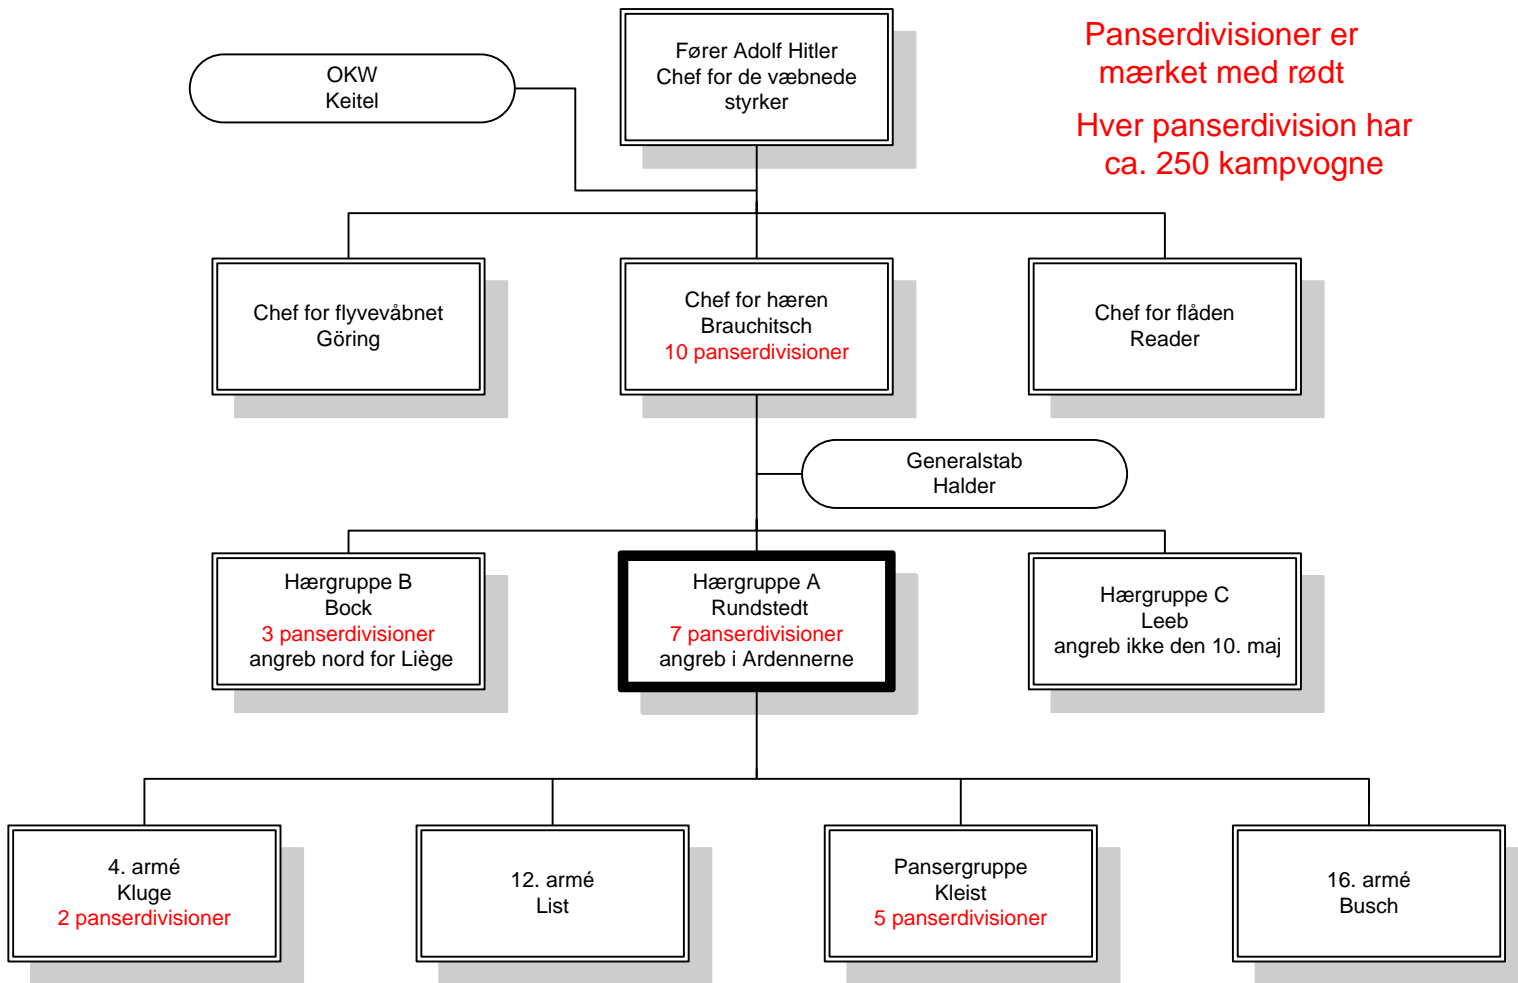 Panserdivisioner er
mærket med rødt
Hver panserdivision har
ca. 250 kampvogne
Fører Adolf Hitler
Chef for de væbnede
styrker
OKW
Keitel
Chef for flyvevåbnet
Göring
Chef for hæren
Brauchitsch
10 panserdivisioner
Chef for flåden
Reader
Generalstab
Halder
Hærgruppe B
Bock
3 panserdivisioner
angreb nord for Liège
Hærgruppe A
Rundstedt
7 panserdivisioner
angreb i Ardennerne
Hærgruppe C
Leeb
angreb ikke den 10. maj
4. armé
Kluge
2 panserdivisioner
12. armé
List
Pansergruppe
Kleist
5 panserdivisioner
16. armé
Busch